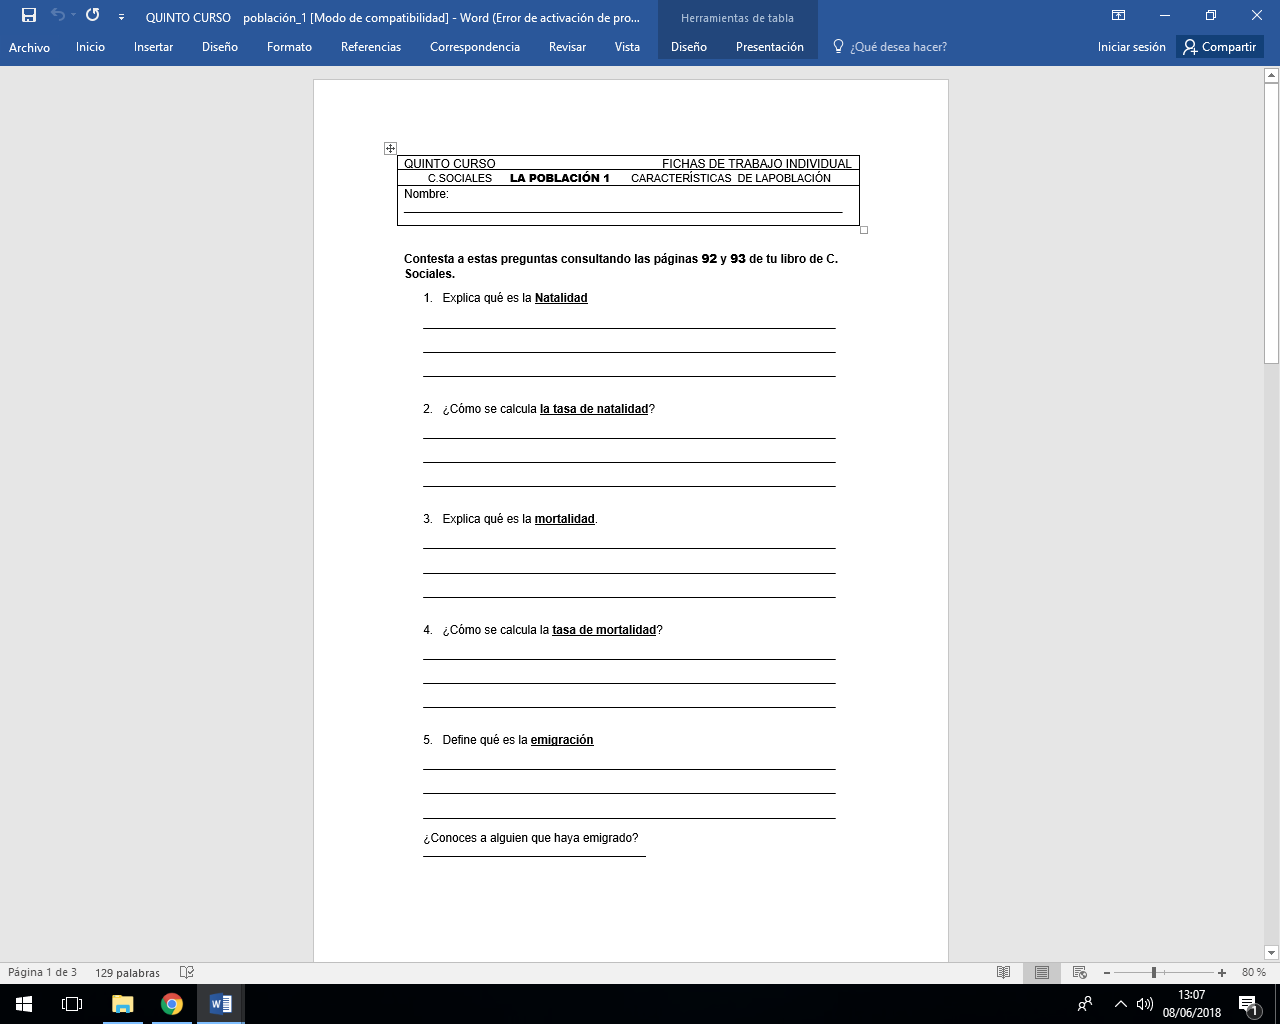 QUINTO CURSO    población_1 [Modo de compatibilidad] - Word (Error de activación de pro...
Herramientas de tabla
Archivo Inicio Insertar Diseño Formato Referencias Correspondencia Revisar Vista Diseño Presentación ¿Qué desea hacer? Iniciar sesión Compartir
QUINTO CURSO FICHAS DE TRABAJO INDIVIDUAL
C.SOCIALES LA POBLACIÓN 1 CARACTERÍSTICAS DE LAPOBLACIÓN
Nombre:
Contesta a estas preguntas consultando las páginas 92 y 93 de tu libro de C.
Sociales.
1. Explica qué es la Natalidad
2. ¿Cómo se calcula la tasa de natalidad?
3. Explica qué es la mortalidad.
4. ¿Cómo se calcula la tasa de mortalidad?
5. Define qué es la emigración
¿Conoces a alguien que haya emigrado?
Página 1 de 3 129 palabras 80 %
13:07
08/06/2018
1